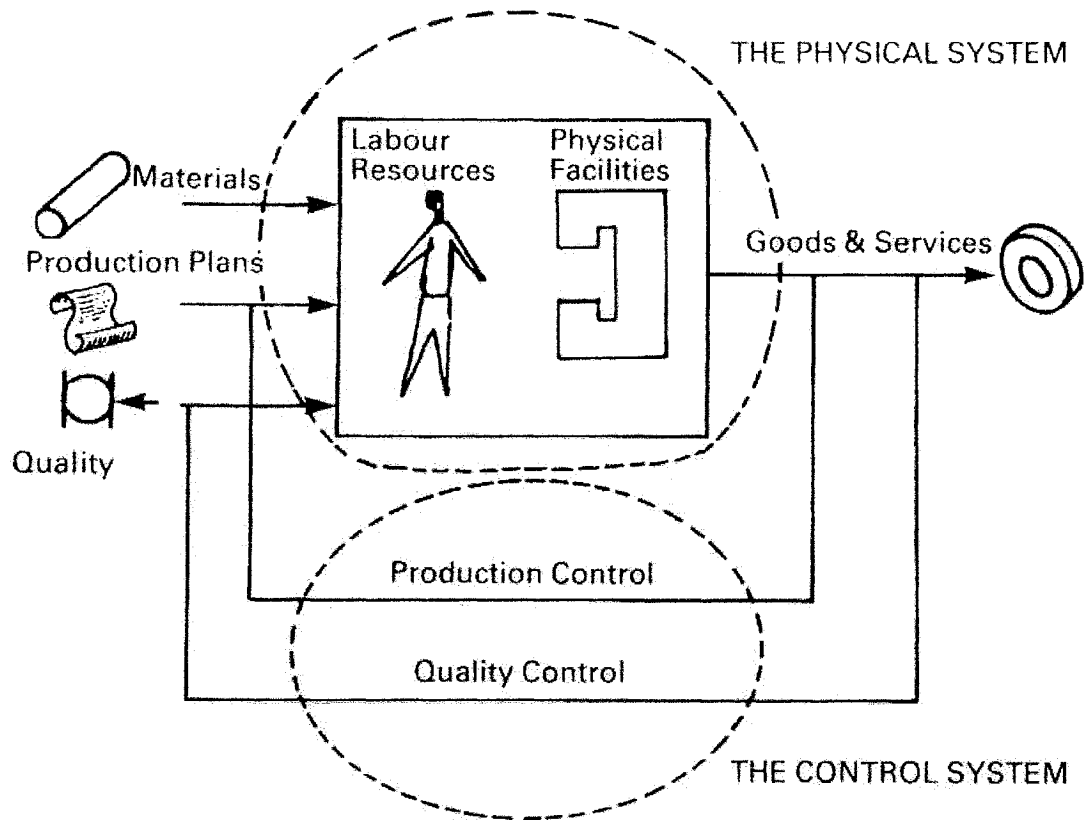 THE PHYSICAL SYSTEM
Labour
Resources
Physical
Facilities
Materials
Production Plans
Goods & Services
Quality
Production Control
Quality Control
THE CONTROL SYSTEM